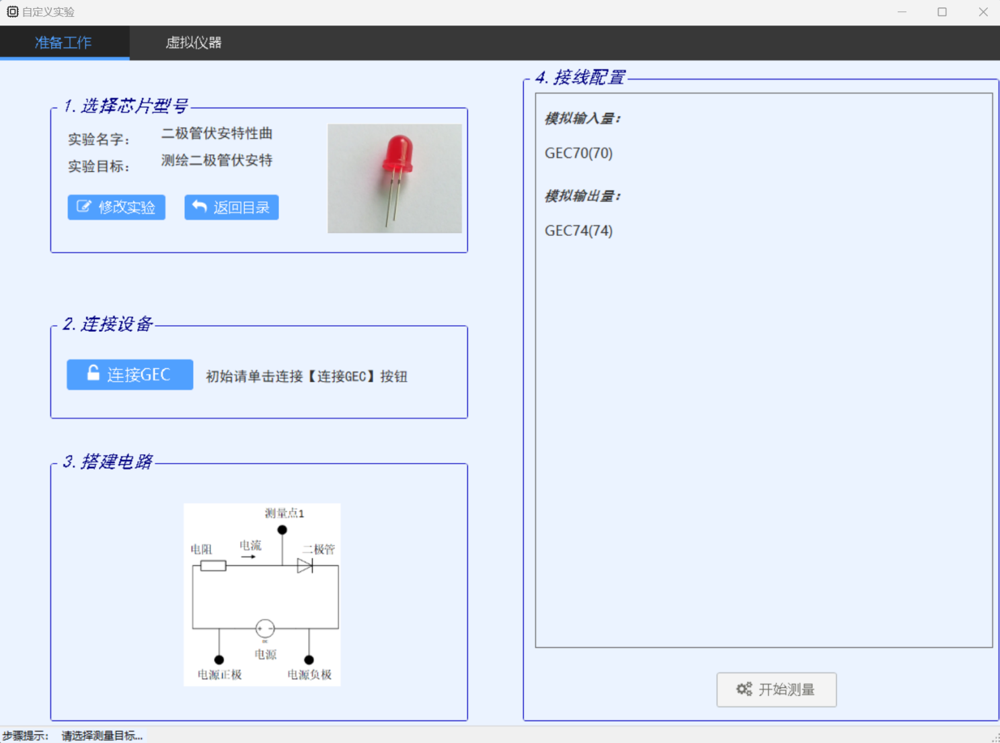 自定义实验
准备工作
虚拟仪器
1.选择芯片型号
实验名字：
二极管伏安特性曲
实验目标：
测绘二极管伏安特
修改实验
返回目录
2.连接设备
连接GEC
初始请单击连接【连接GEC】按钮
3.搭建电路
测量点1
电阻
电流
二极管
电源
电源正极
电源负极
4.接线配置
模拟输入量：
GEC70(70)
模拟输出量：
GEC74(74)
开始测量
步骤提示：
请选择测量目标...